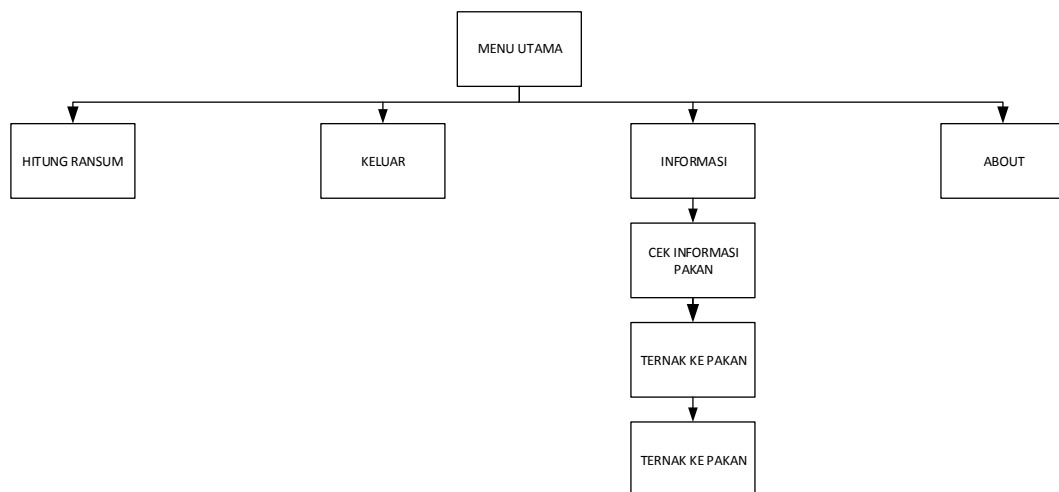 MENU UTAMA
HITUNG RANSUM
KELUAR
INFORMASI
ABOUT
CEK INFORMASI
PAKAN
TERNAK KE PAKAN
TERNAK KE PAKAN